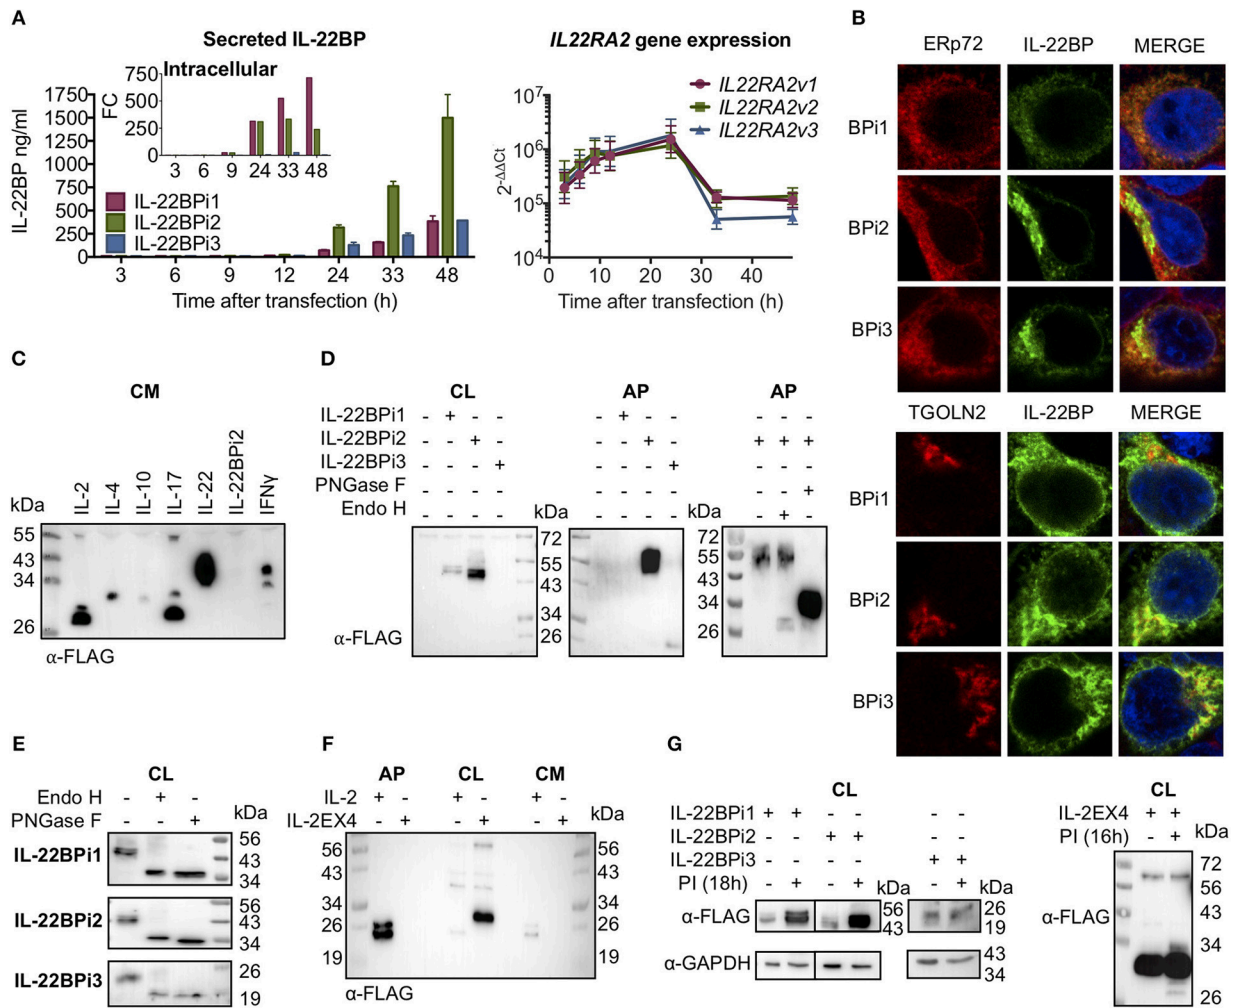 A
Secreted IL-22BP
Intracellular
FC
750
500
250
0
3 6 9 24 33 48
IL-22BP ng/ml
1750
1500
1250
1000
750
500
250
0
IL-22BPi1
IL-22BPi2
IL-22BPi3
3 6 9 12 24 33 48
Time after transfection (h)
IL22RA2 gene expression
IL22RA2v1
IL22RA2v2
IL22RA2v3
2-ΔΔCt
10⁷
10⁶
10⁵
10⁴
0 10 20 30 40
Time after transfection (h)
B
ERp72 IL-22BP MERGE
BPi1
BPi2
BPi3
TGOLN2 IL-22BP MERGE
BPi1
BPi2
BPi3
C
CM
kDa IL-2 IL-4 IL-10 IL-17 IL-22 IL-22BPi2 IFNγ
55
43
34
26
α-FLAG
D
CL AP AP
IL-22BPi1 - + - - - + - - - - -
IL-22BPi2 - - + - - - + - + + +
IL-22BPi3 - - - + - - - + - - -
PNGase F - - - - - - - - - - +
Endo H - - - - - - - - - + -
kDa kDa
72 72
55 55
43 43
34 34
26 26
α-FLAG
E
CL
Endo H - + -
PNGase F - - + kDa
IL-22BPi1 56
43
34
IL-22BPi2 56
43
34
IL-22BPi3 26
19
F
AP CL CM
IL-2 + - + - + -
IL-2EX4 - + - + - + kDa
56 56
43 43
34 34
26 26
19 19
α-FLAG
G
CL
IL-22BPi1 + + - - - -
IL-22BPi2 - - + + - -
IL-22BPi3 - - - - + +
PI (18h) - + - + kDa - + kDa
α-FLAG 56 26
43 19
α-GAPDH 43
34
CL
IL-2EX4 + +
PI (16h) - + kDa
72
56
α-FLAG 43
34
26